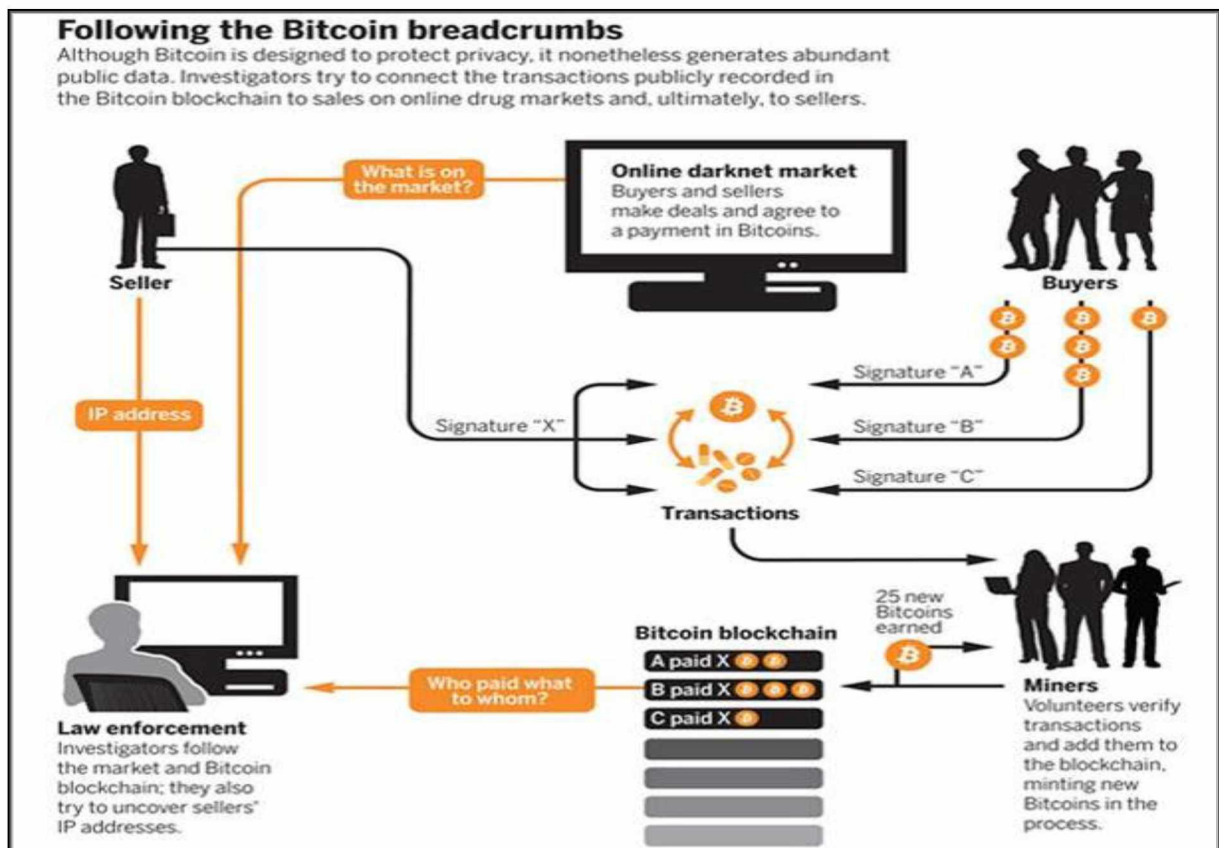 Following the Bitcoin breadcrumbs
Although Bitcoin is designed to protect privacy, it nonetheless generates abundant
public data. Investigators try to connect the transactions publicly recorded in
the Bitcoin blockchain to sales on online drug markets and, ultimately, to sellers.
What is on
the market?
Online darknet market
Buyers and sellers
make deals and agree to
a payment in Bitcoins.
Seller
Buyers
IP address
Signature "X"
Signature "A"
Signature "B"
Signature "C"
Transactions
25 new
Bitcoins
earned
Bitcoin blockchain
A paid X
B paid X
C paid X
Who paid what
to whom?
Law enforcement
Investigators follow
the market and Bitcoin
blockchain; they also
try to uncover sellers'
IP addresses.
Miners
Volunteers verify
transactions
and add them to
the blockchain,
minting new
Bitcoins in the
process.